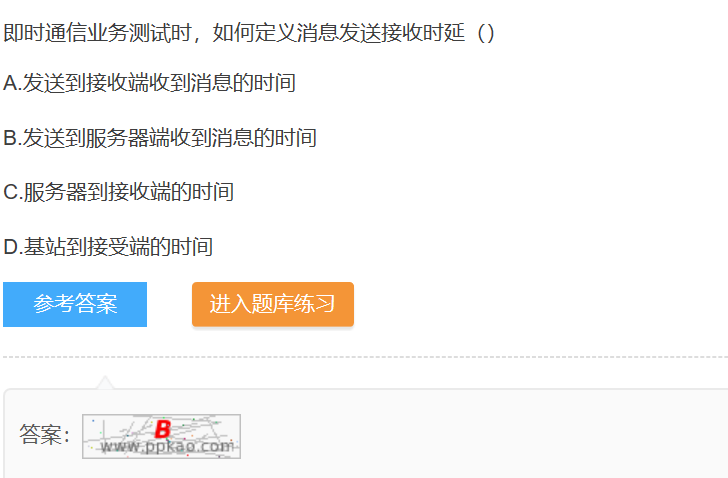 即时通信业务测试时，如何定义消息发送接收时延（）
A.发送到接收端收到消息的时间
B.发送到服务器端收到消息的时间
C.服务器到接收端的时间
D.基站到接受端的时间
参考答案 进入题库练习
答案： B
www.ppkao.com